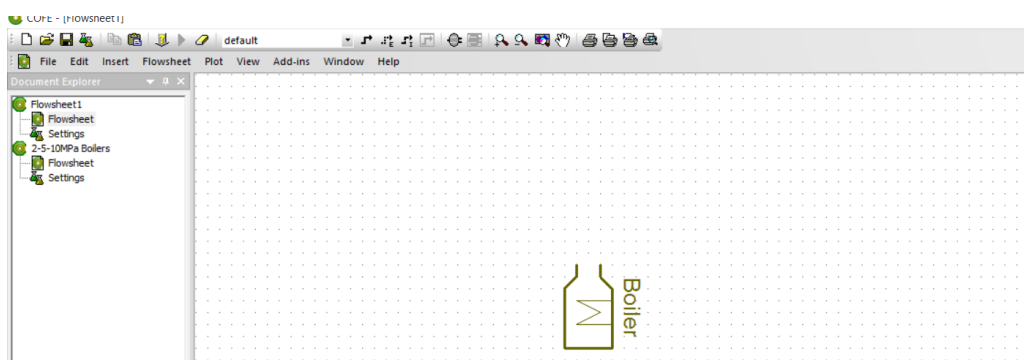 COFE - [Flowsheet1]
default
File Edit Insert Flowsheet Plot View Add-ins Window Help
Document Explorer
Flowsheet1
Flowsheet
Settings
2-5-10MPa Boilers
Flowsheet
Settings
Boiler